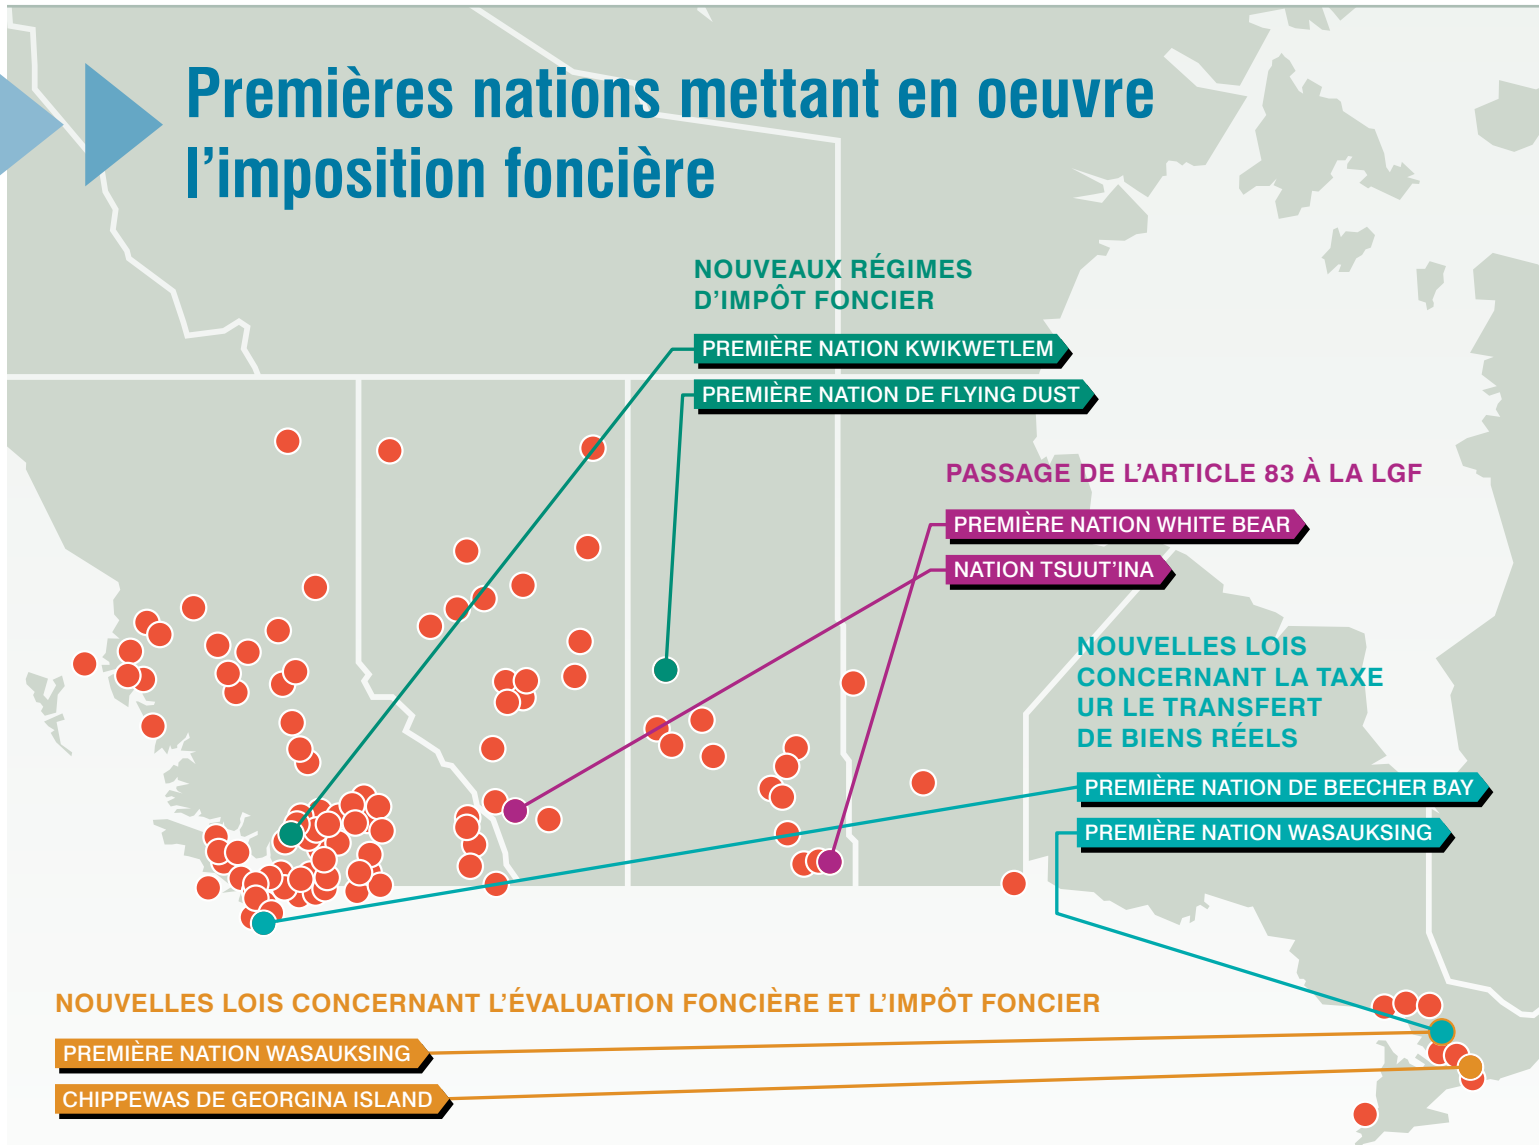 Premières nations mettant en oeuvre
l'imposition foncière
NOUVEAUX RÉGIMES
D'IMPÔT FONCIER
PREMIÈRE NATION KWIKWETLEM
PREMIÈRE NATION DE FLYING DUST
PASSAGE DE L'ARTICLE 83 À LA LGF
PREMIÈRE NATION WHITE BEAR
NATION TSUUT'INA
NOUVELLES LOIS
CONCERNANT LA TAXE
UR LE TRANSFERT
DE BIENS RÉELS
PREMIÈRE NATION DE BEECHER BAY
PREMIÈRE NATION WASAUKSING
NOUVELLES LOIS CONCERNANT L'ÉVALUATION FONCIÈRE ET L'IMPÔT FONCIER
PREMIÈRE NATION WASAUKSING
CHIPPEWAS DE GEORGINA ISLAND